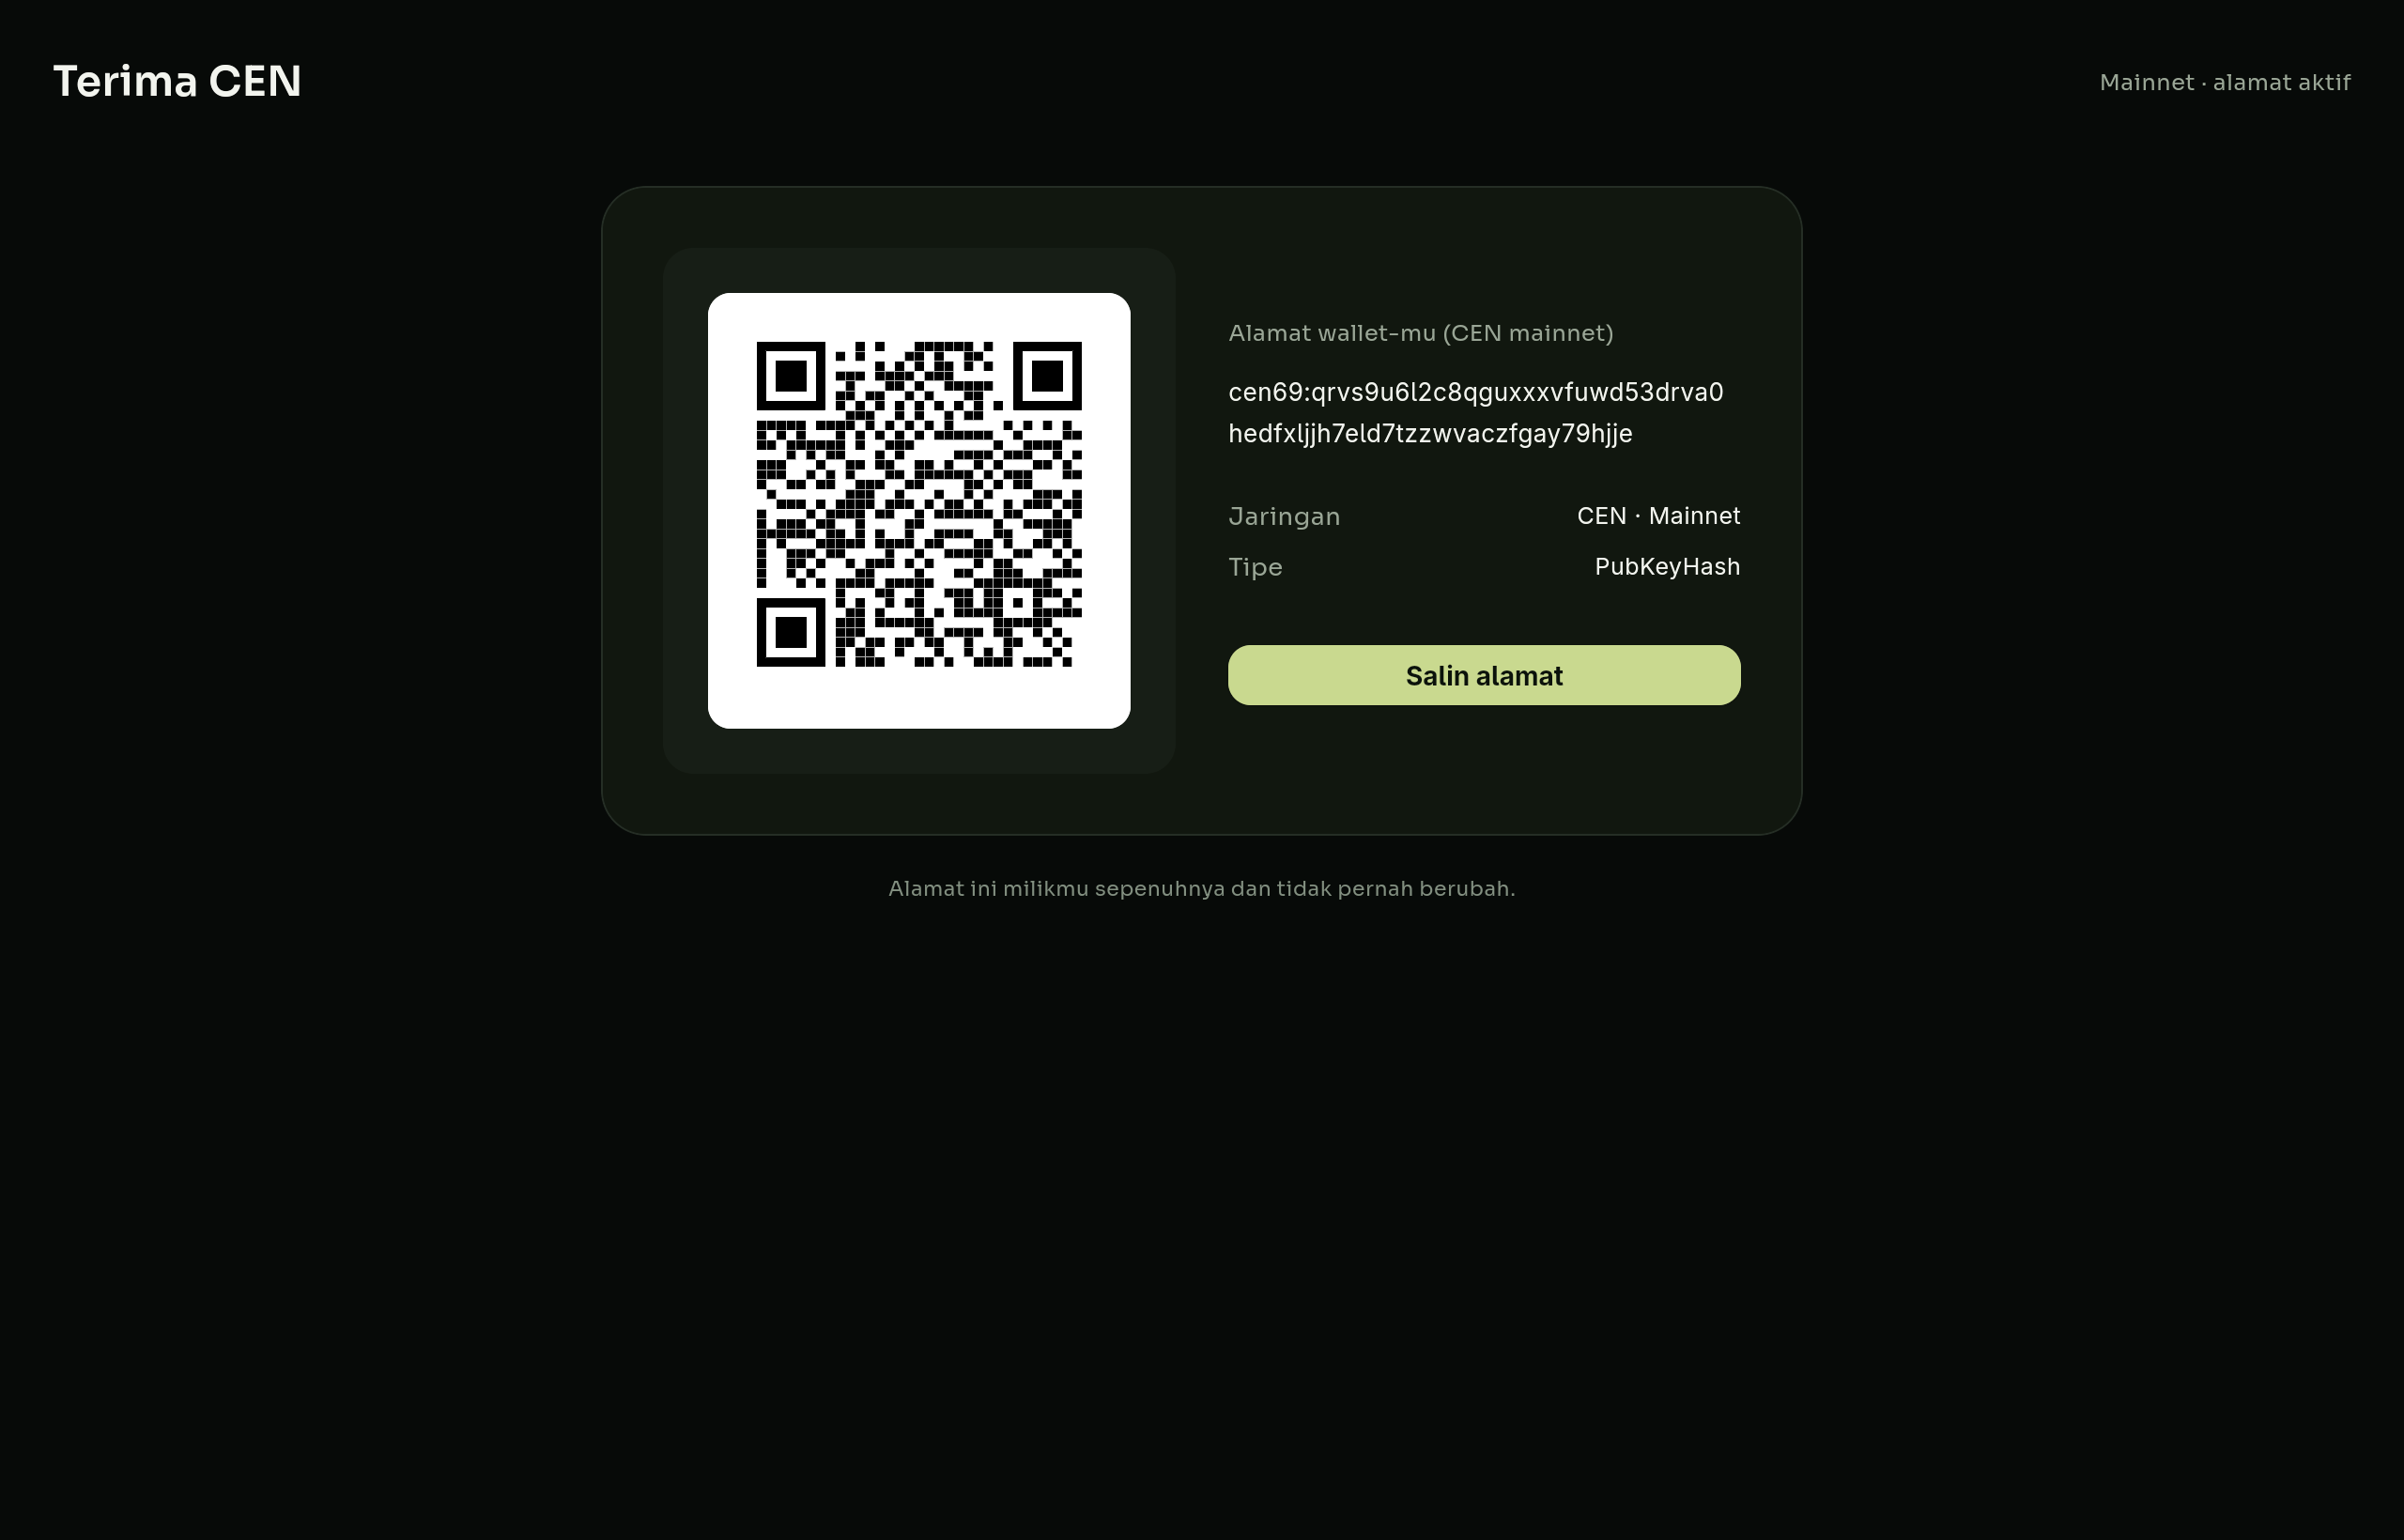 Terima CEN
Mainnet · alamat aktif
Alamat wallet-mu (CEN mainnet)
cen69:qrvs9u6l2c8qguxxxvfuwd53drva0
hedfxljjh7eld7tzzwvaczfgay79hjje
Jaringan CEN · Mainnet
Tipe PubKeyHash
Salin alamat
Alamat ini milikmu sepenuhnya dan tidak pernah berubah.